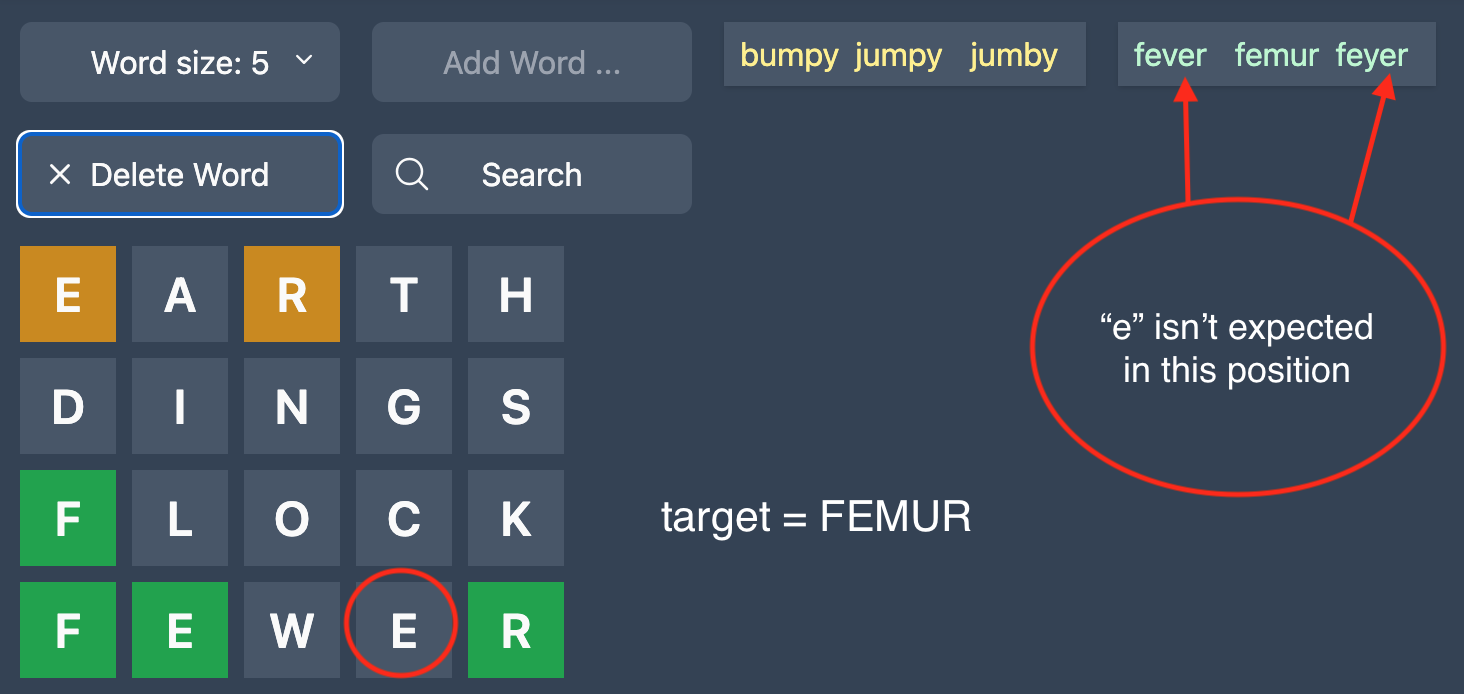 Word size: 5
Add Word ...
bumpy jumpy jumby
fever femur feyer
× Delete Word
Search
E A R T H
D I N G S
F L O C K
F E W E R
target = FEMUR
“e” isn’t expected
in this position